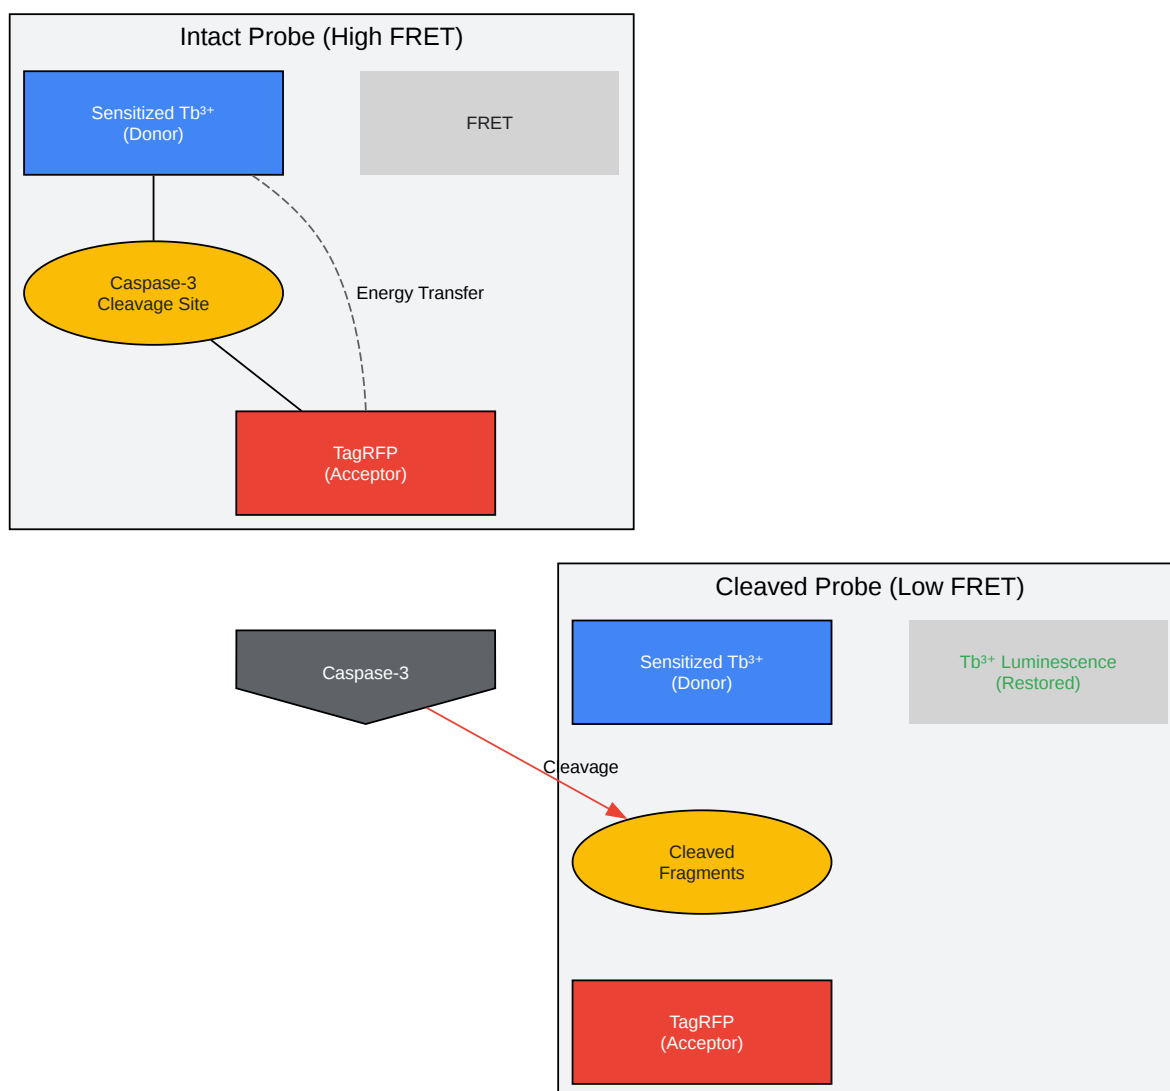 Intact Probe (High FRET)
Sensitized Tb³⁺
(Donor)
FRET
Caspase-3
Cleavage Site
Energy Transfer
TagRFP
(Acceptor)
Cleaved Probe (Low FRET)
Caspase-3
Sensitized Tb³⁺
(Donor)
Tb³⁺ Luminescence
(Restored)
Cleavage
Cleaved
Fragments
TagRFP
(Acceptor)